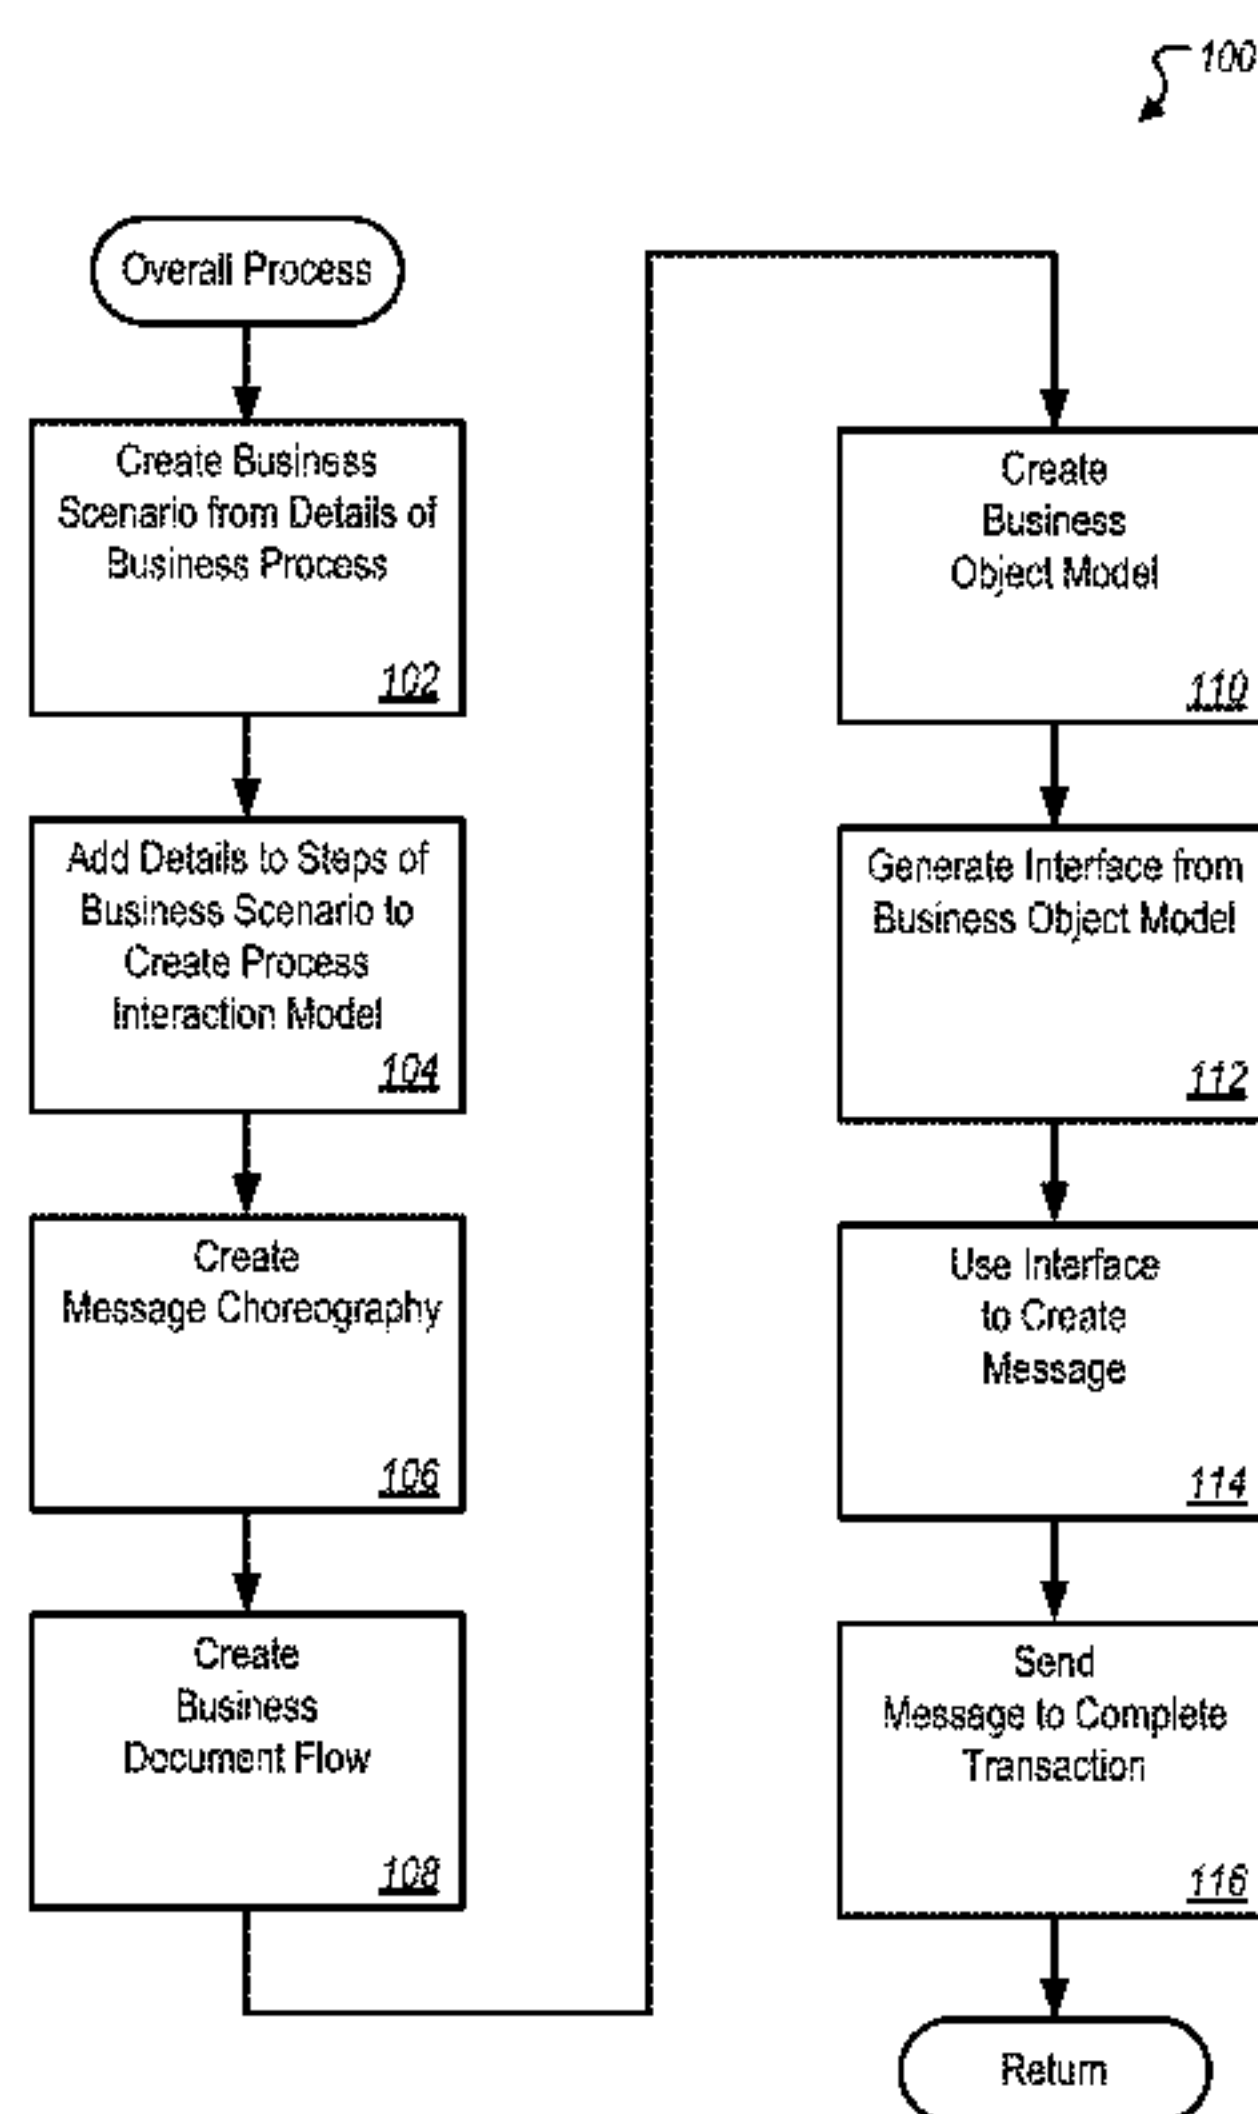 100
Overall Process
Create Business
Scenario from Details of
Business Process
102
Add Details to Steps of
Business Scenario to
Create Process
Interaction Model
104
Create
Message Choreography
106
Create
Business
Document Flow
108
Create
Business
Object Model
110
Generate Interface from
Business Object Model
112
Use Interface
to Create
Message
114
Send
Message to Complete
Transaction
116
Return